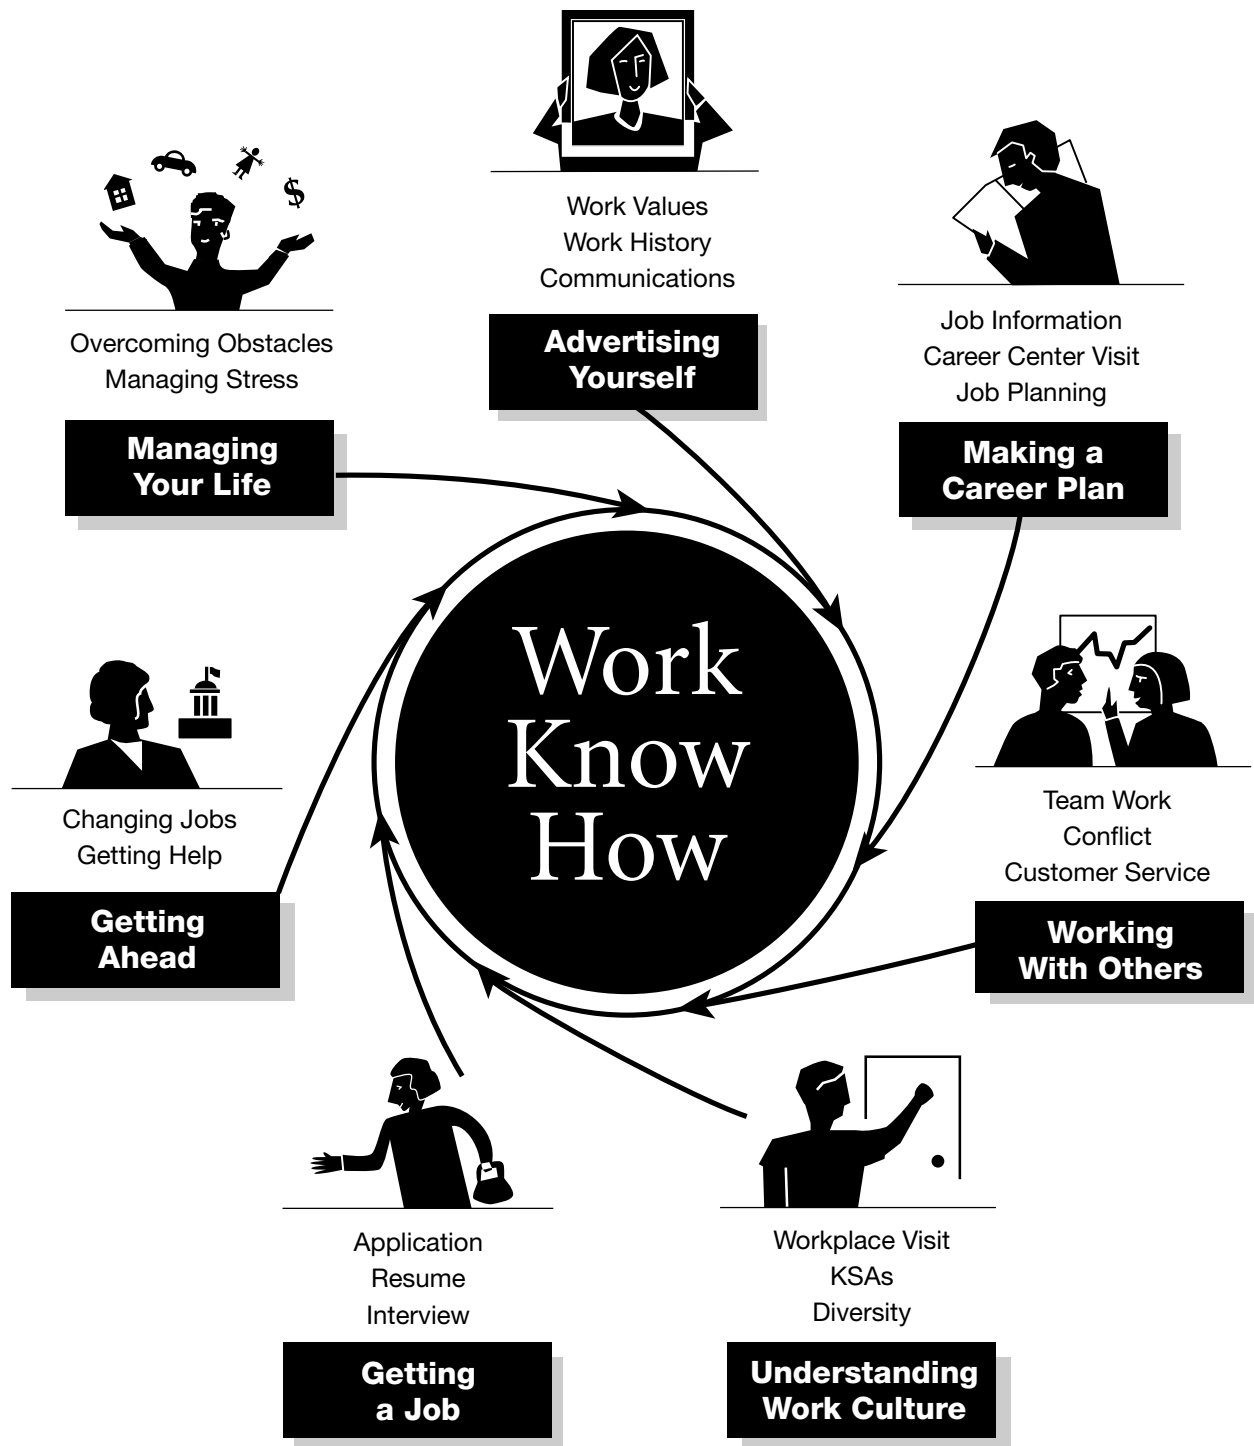 Work Values
Work History
Communications
Advertising
Yourself
Job Information
Career Center Visit
Job Planning
Making a
Career Plan
Team Work
Conflict
Customer Service
Working
With Others
Workplace Visit
KSAs
Diversity
Understanding
Work Culture
Application
Resume
Interview
Getting
a Job
Changing Jobs
Getting Help
Getting
Ahead
$
Overcoming Obstacles
Managing Stress
Managing
Your Life
Work
Know
How